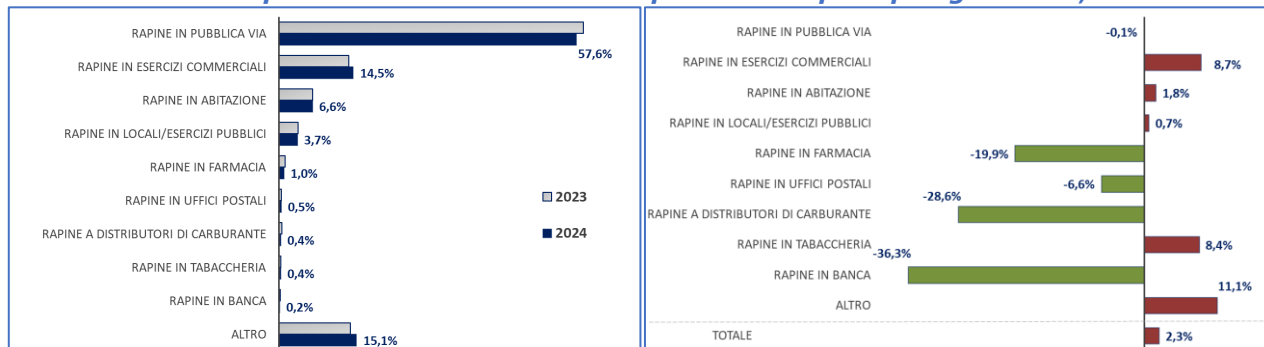 RAPINE IN PUBBLICA VIA
57,6%
RAPINE IN ESERCIZI COMMERCIALI
14,5%
RAPINE IN ABITAZIONE
6,6%
RAPINE IN LOCALI/ESERCIZI PUBBLICI
3,7%
RAPINE IN FARMACIA
1,0%
RAPINE IN UFFICI POSTALI
0,5%
RAPINE A DISTRIBUTORI DI CARBURANTE
0,4%
RAPINE IN TABACCHERIA
0,4%
RAPINE IN BANCA
0,2%
ALTRO
15,1%
2023
2024
RAPINE IN PUBBLICA VIA
-0,1%
RAPINE IN ESERCIZI COMMERCIALI
8,7%
RAPINE IN ABITAZIONE
1,8%
RAPINE IN LOCALI/ESERCIZI PUBBLICI
0,7%
RAPINE IN FARMACIA
-19,9%
RAPINE IN UFFICI POSTALI
-6,6%
RAPINE A DISTRIBUTORI DI CARBURANTE
-28,6%
RAPINE IN TABACCHERIA
8,4%
RAPINE IN BANCA
-36,3%
ALTRO
11,1%
TOTALE
2,3%